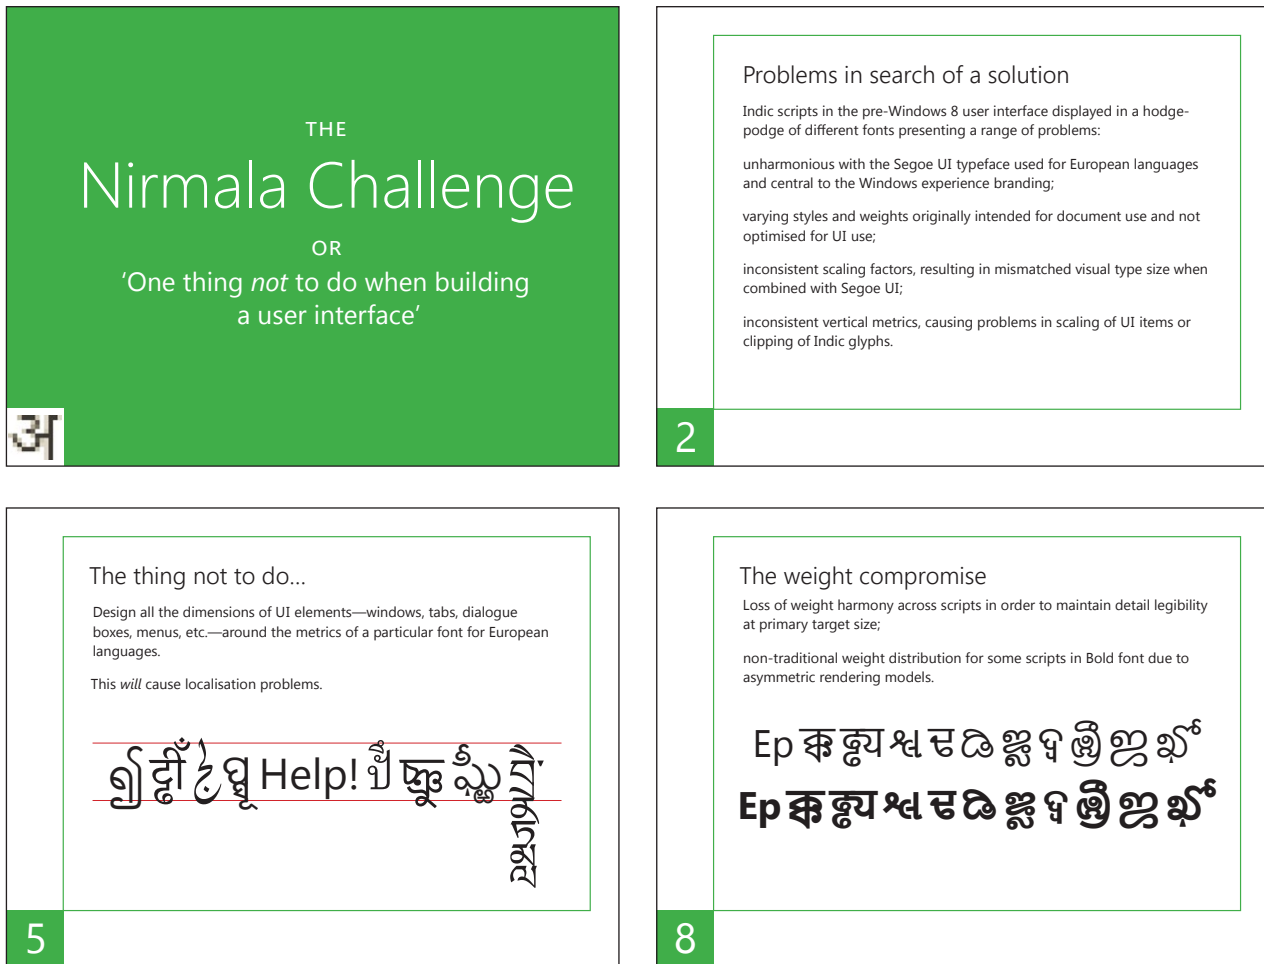 THE
Nirmala Challenge
OR
‘One thing not to do when building
a user interface’
अ
Problems in search of a solution
Indic scripts in the pre-Windows 8 user interface displayed in a hodge-
podge of different fonts presenting a range of problems:
unharmonious with the Segoe UI typeface used for European languages
and central to the Windows experience branding;
varying styles and weights originally intended for document use and not
optimised for UI use;
inconsistent scaling factors, resulting in mismatched visual type size when
combined with Segoe UI;
inconsistent vertical metrics, causing problems in scaling of UI items or
clipping of Indic glyphs.
2
The thing not to do...
Design all the dimensions of UI elements—windows, tabs, dialogue
boxes, menus, etc.—around the metrics of a particular font for European
languages.
This will cause localisation problems.
Help!
5
The weight compromise
Loss of weight harmony across scripts in order to maintain detail legibility
at primary target size;
non-traditional weight distribution for some scripts in Bold font due to
asymmetric rendering models.
Ep
Ep
8